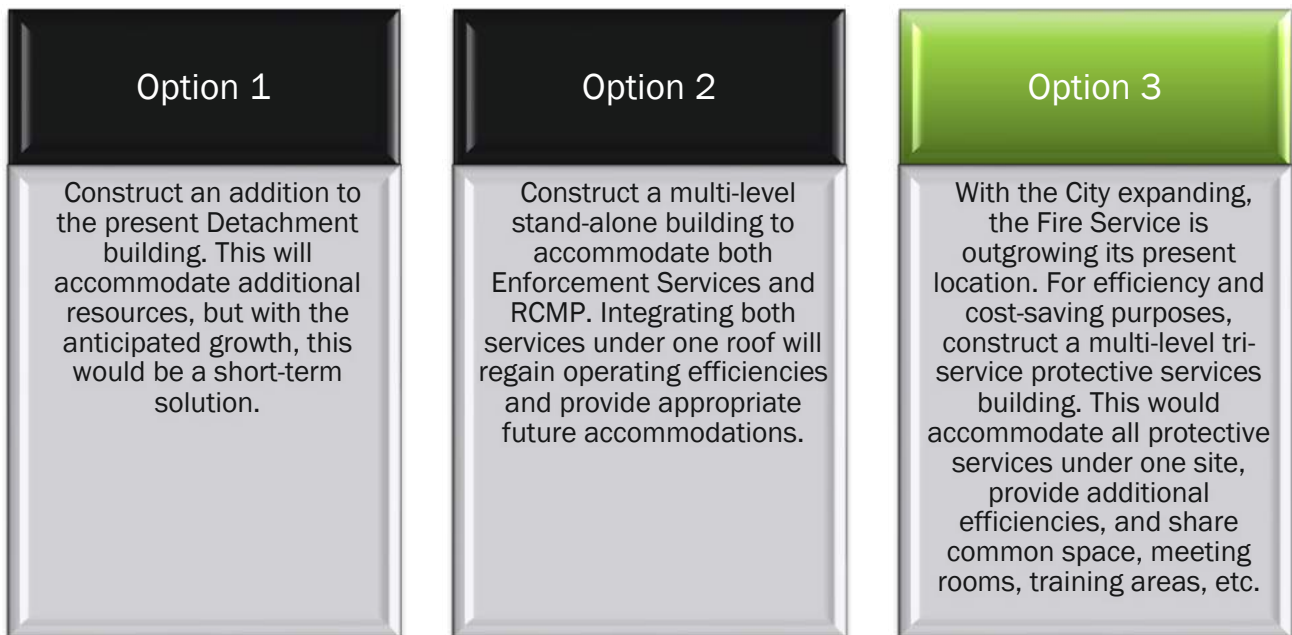 Option 1
Construct an addition to
the present Detachment
building. This will
accommodate additional
resources, but with the
anticipated growth, this
would be a short-term
solution.
Option 2
Construct a multi-level
stand-alone building to
accommodate both
Enforcement Services and
RCMP. Integrating both
services under one roof will
regain operating efficiencies
and provide appropriate
future accommodations.
Option 3
With the City expanding,
the Fire Service is
outgrowing its present
location. For efficiency and
cost-saving purposes,
construct a multi-level tri-
service protective services
building. This would
accommodate all protective
services under one site,
provide additional
efficiencies, and share
common space, meeting
rooms, training areas, etc.